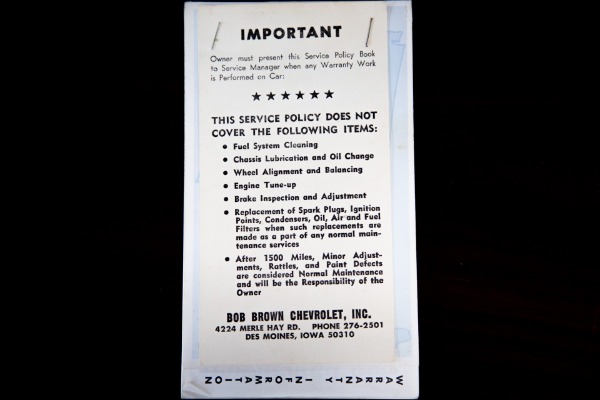 IMPORTANT
Owner must present this Service Policy Book
to Service Manager when any Warranty Work
is Performed on Car:
★ ★ ★ ★ ★ ★
THIS SERVICE POLICY DOES NOT
COVER THE FOLLOWING ITEMS:
• Fuel System Cleaning
• Chassis Lubrication and Oil Change
• Wheel Alignment and Balancing
• Engine Tune-up
• Brake Inspection and Adjustment
• Replacement of Spark Plugs, Ignition
Points, Condensers, Oil, Air and Fuel
Filters when such replacements are
made as a part of any normal main-
tenance services
• After 1500 Miles, Minor Adjust-
ments, Rattles, and Paint Defects
are considered Normal Maintenance
and will be the Responsibility of the
Owner
BOB BROWN CHEVROLET, INC.
4224 MERLE HAY RD. PHONE 276-2501
DES MOINES, IOWA 50310
WARRANTY INFORMATION